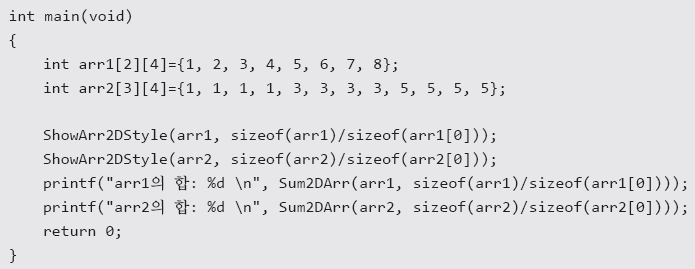 int main(void)
{
    int arr1[2][4]={1, 2, 3, 4, 5, 6, 7, 8};
    int arr2[3][4]={1, 1, 1, 1, 3, 3, 3, 3, 5, 5, 5, 5};

    ShowArr2DStyle(arr1, sizeof(arr1)/sizeof(arr1[0]));
    ShowArr2DStyle(arr2, sizeof(arr2)/sizeof(arr2[0]));
    printf("arr1의 합: %d \n", Sum2DArr(arr1, sizeof(arr1)/sizeof(arr1[0])));
    printf("arr2의 합: %d \n", Sum2DArr(arr2, sizeof(arr2)/sizeof(arr2[0])));
    return 0;
}